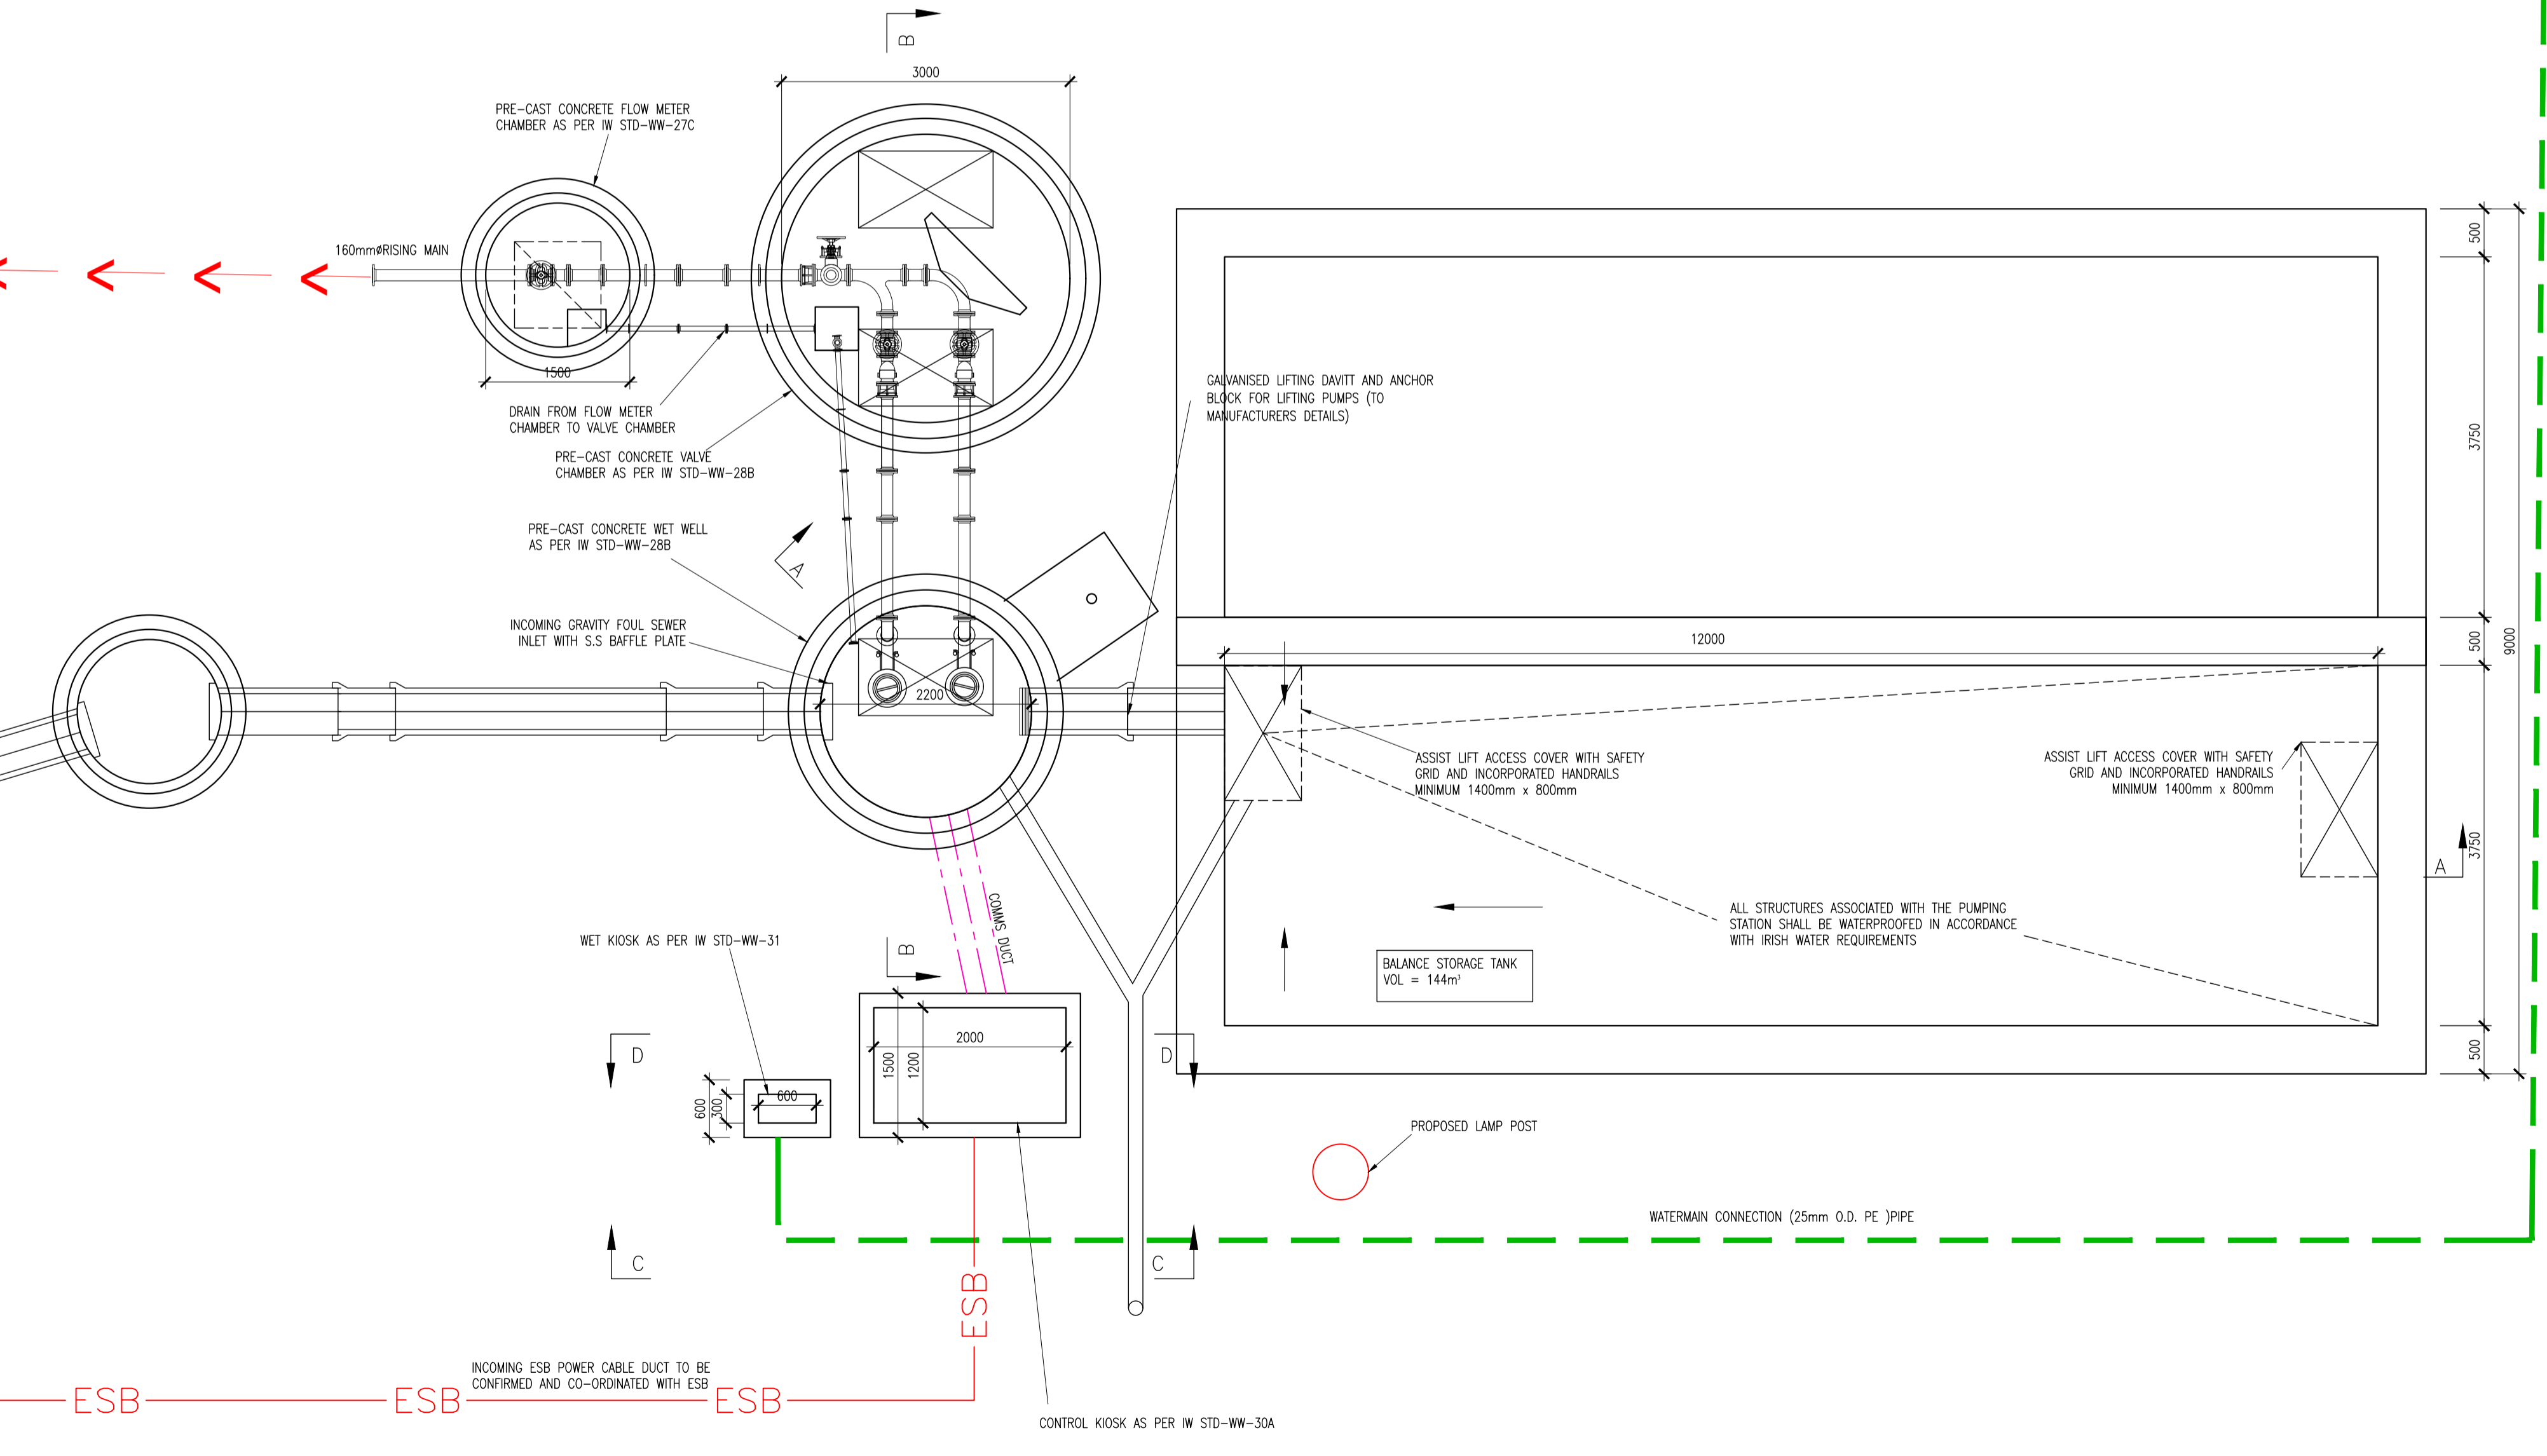 B
3000
PRE-CAST CONCRETE FLOW METER
CHAMBER AS PER IW STD-WW-27C
160mmøRISING MAIN
1500
DRAIN FROM FLOW METER
CHAMBER TO VALVE CHAMBER
PRE-CAST CONCRETE VALVE
CHAMBER AS PER IW STD-WW-28B
GALVANISED LIFTING DAVITT AND ANCHOR
BLOCK FOR LIFTING PUMPS (TO
MANUFACTURERS DETAILS)
500
3750
500
9000
3750
500
PRE-CAST CONCRETE WET WELL
AS PER IW STD-WW-28B
A
INCOMING GRAVITY FOUL SEWER
INLET WITH S.S BAFFLE PLATE
2200
12000
ASSIST LIFT ACCESS COVER WITH SAFETY
GRID AND INCORPORATED HANDRAILS
MINIMUM 1400mm x 800mm
ASSIST LIFT ACCESS COVER WITH SAFETY
GRID AND INCORPORATED HANDRAILS
MINIMUM 1400mm x 800mm
A
ALL STRUCTURES ASSOCIATED WITH THE PUMPING
STATION SHALL BE WATERPROOFED IN ACCORDANCE
WITH IRISH WATER REQUIREMENTS
COMMS DUCT
WET KIOSK AS PER IW STD-WW-31
B
BALANCE STORAGE TANK
VOL = 144m³
2000
1500
1200
D
D
600
300
600
PROPOSED LAMP POST
WATERMAIN CONNECTION (25mm O.D. PE )PIPE
C
C
ESB
INCOMING ESB POWER CABLE DUCT TO BE
CONFIRMED AND CO-ORDINATED WITH ESB
ESB
ESB
ESB
CONTROL KIOSK AS PER IW STD-WW-30A